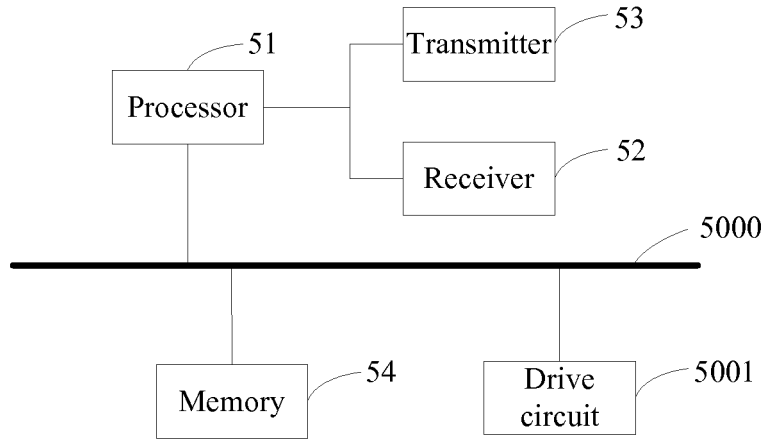 53
Transmitter
51
Processor
52
Receiver
5000
54
Memory
5001
Drive
circuit